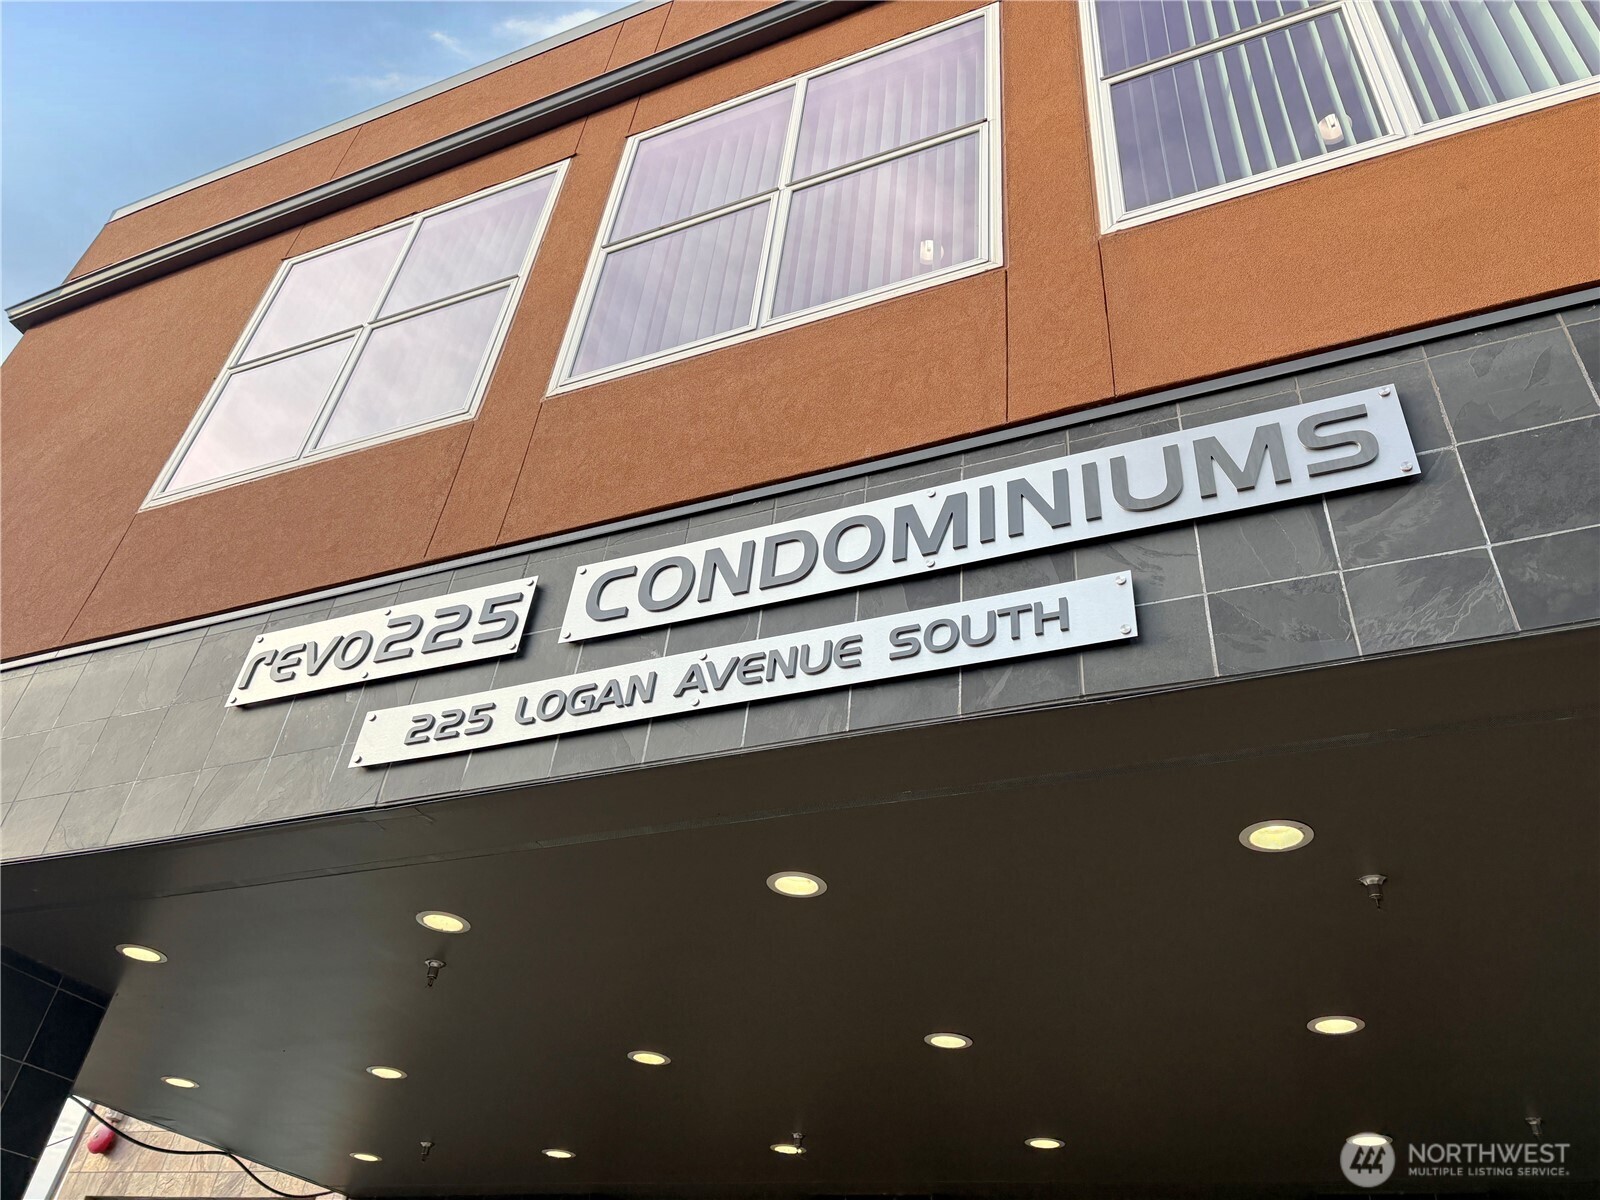 revo225 CONDOMINIUMS
225 LOGAN AVENUE SOUTH
NORTHWEST
MULTIPLE LISTING SERVICE®